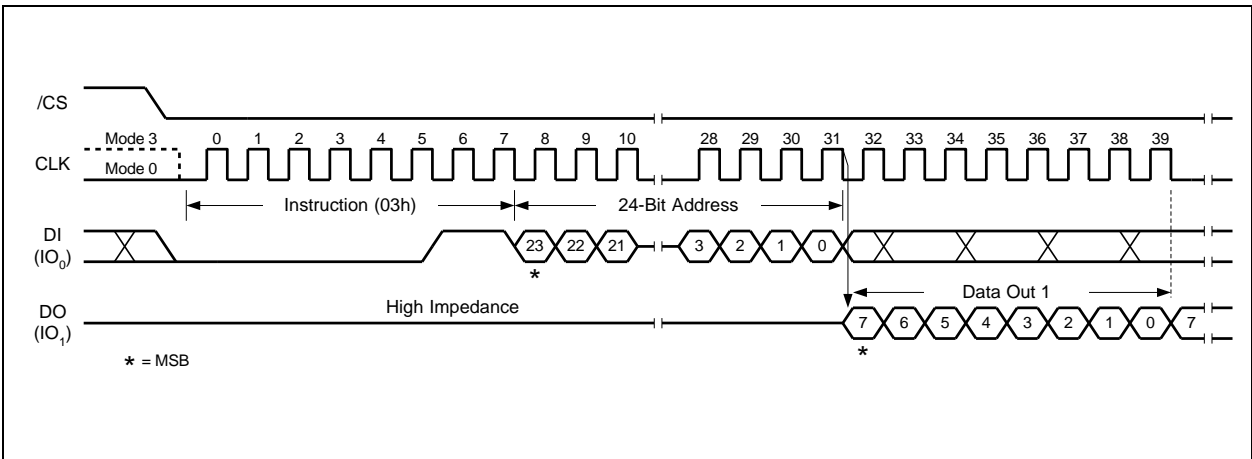 /CS
Mode 3
0 1 2 3 4 5 6 7 8 9 10 28 29 30 31 32 33 34 35 36 37 38 39
CLK
Mode 0
Instruction (03h)
24-Bit Address
DI
(IO0)
23 22 21 3 2 1 0
*
Data Out 1
High Impedance
DO
(IO1)
7 6 5 4 3 2 1 0 7
*
* = MSB